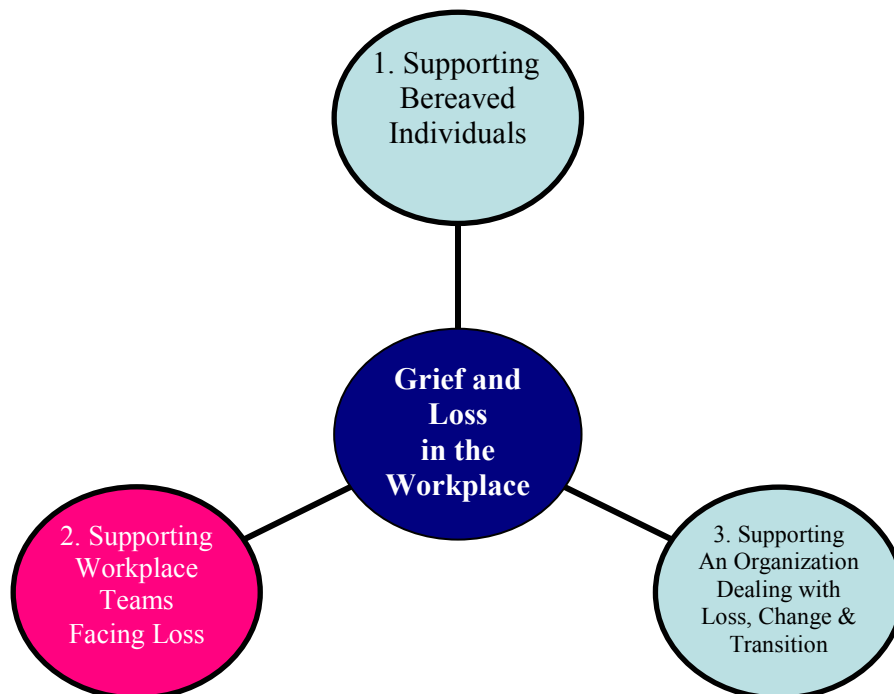 1. Supporting
Bereaved
Individuals
Grief and
Loss
in the
Workplace
2. Supporting
Workplace
Teams
Facing Loss
3. Supporting
An Organization
Dealing with
Loss, Change &
Transition